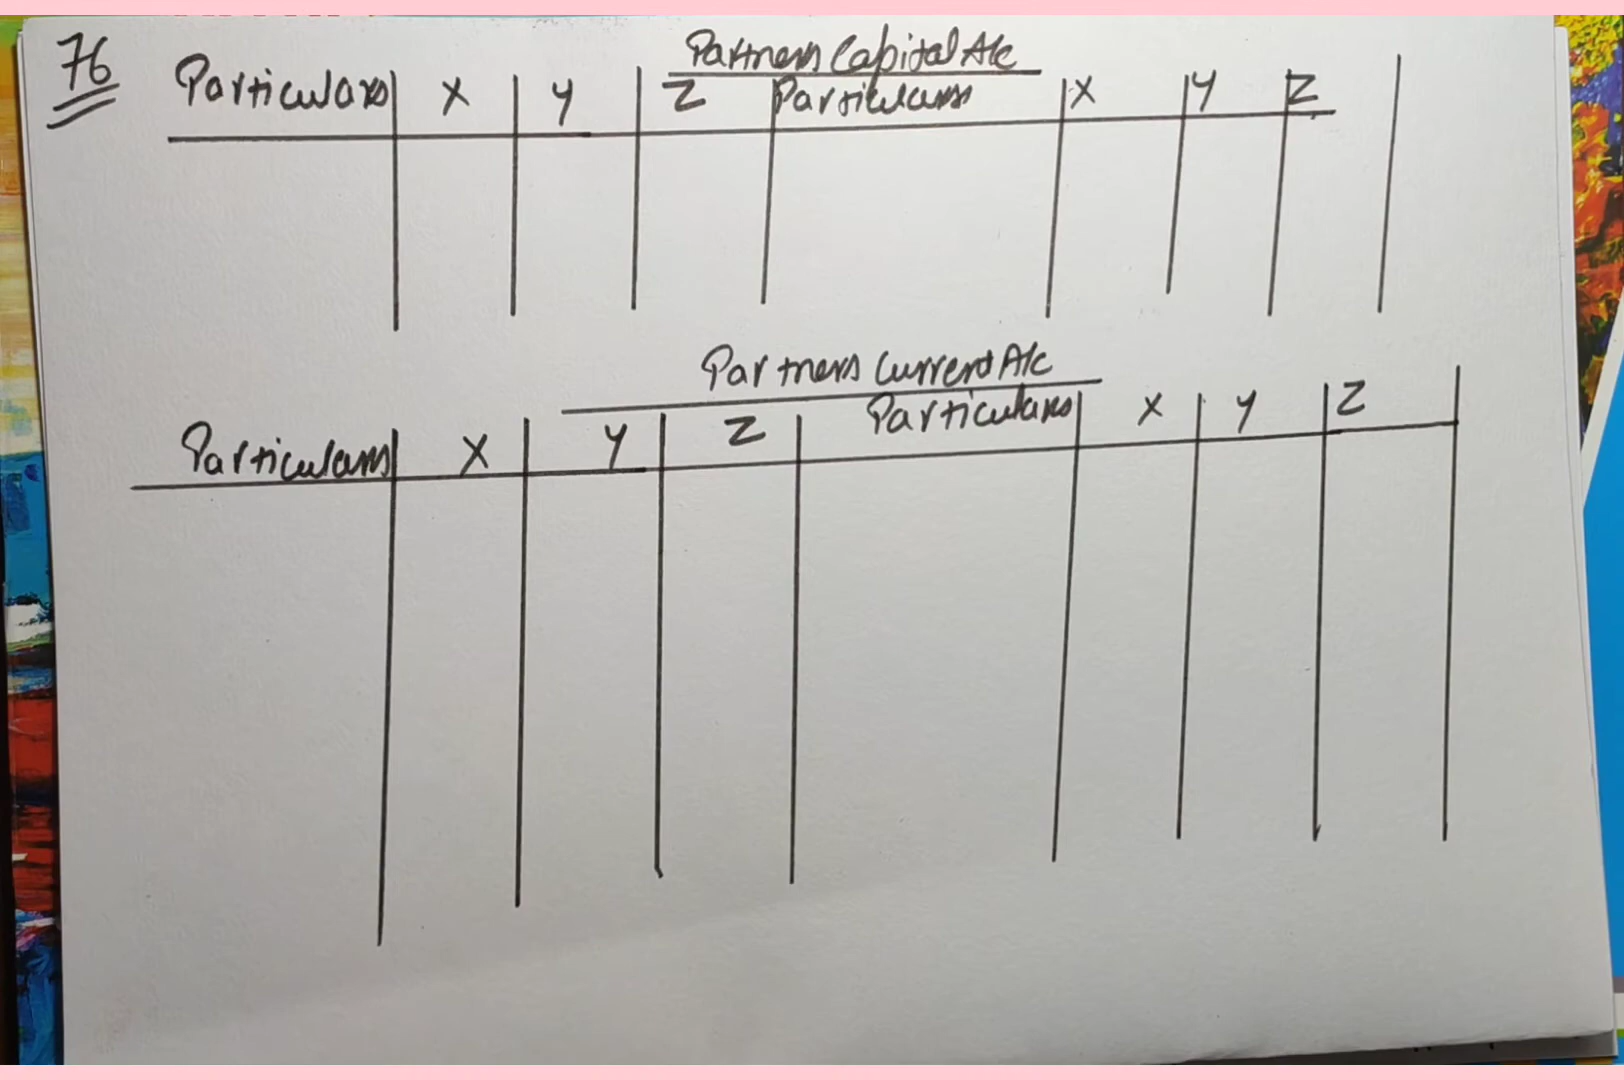 76
Partners Capital A/c
Particulars X Y Z Particulars X Y Z
Partners Current A/c
Particulars X Y Z Particulars X Y Z